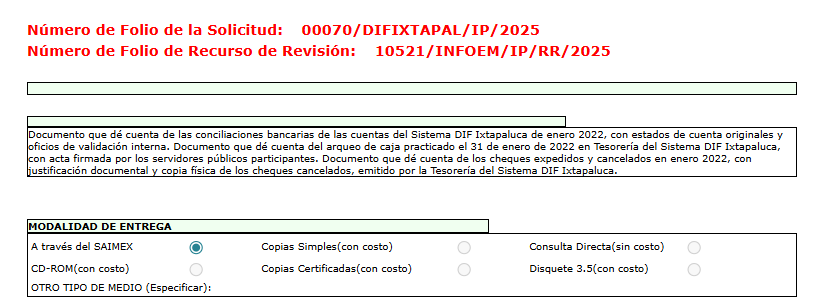 Número de Folio de la Solicitud: 00070/DIFIXTAPAL/IP/2025
Número de Folio de Recurso de Revisión: 10521/INFOEM/IP/RR/2025
Documento que dé cuenta de las conciliaciones bancarias de las cuentas del Sistema DIF Ixtapaluca de enero 2022, con estados de cuenta originales y
oficios de validación interna. Documento que dé cuenta del arqueo de caja practicado el 31 de enero de 2022 en Tesorería del Sistema DIF Ixtapaluca,
con acta firmada por los servidores públicos participantes. Documento que dé cuenta de los cheques expedidos y cancelados en enero 2022, con
justificación documental y copia física de los cheques cancelados, emitido por la Tesorería del Sistema DIF Ixtapaluca.
MODALIDAD DE ENTREGA
A través del SAIMEX Copias Simples(con costo) Consulta Directa(sin costo)
CD-ROM(con costo) Copias Certificadas(con costo) Disquete 3.5(con costo)
OTRO TIPO DE MEDIO (Especificar):